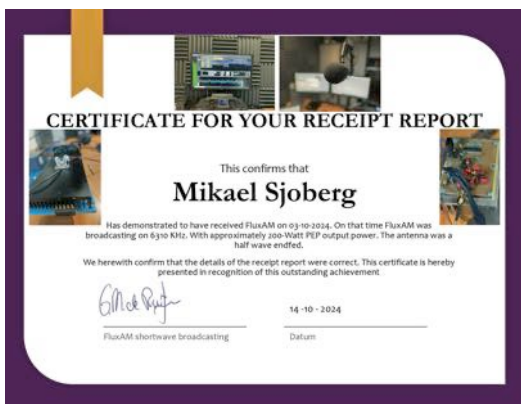 CERTIFICATE FOR YOUR RECEIPT REPORT
This confirms that
Mikael Sjoberg
Has demonstrated to have received FluxAM on 03-10-2024. On that time FluxAM was
broadcasting on 6310 KHz. With approximately 200-Watt PEP output power. The antenna was a
half wave endfed.
We herewith confirm that the details of the receipt report were correct. This certificate is hereby
presented in recognition of this outstanding achievement
14 -10 - 2024
FluxAM shortwave broadcasting
Datum